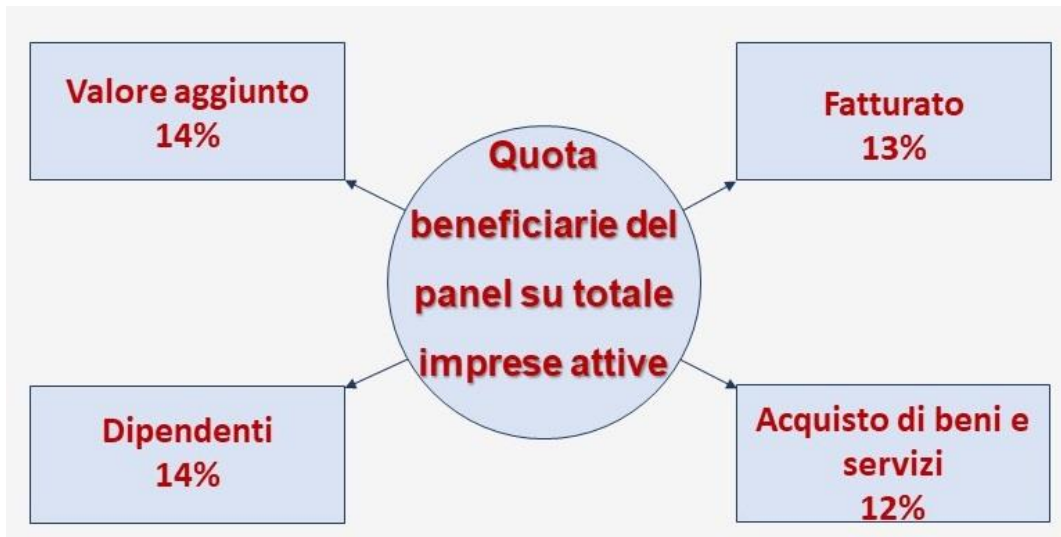 Valore aggiunto
14%
Fatturato
13%
Quota
beneficiarie del
panel su totale
imprese attive
Dipendenti
14%
Acquisto di beni e
servizi
12%